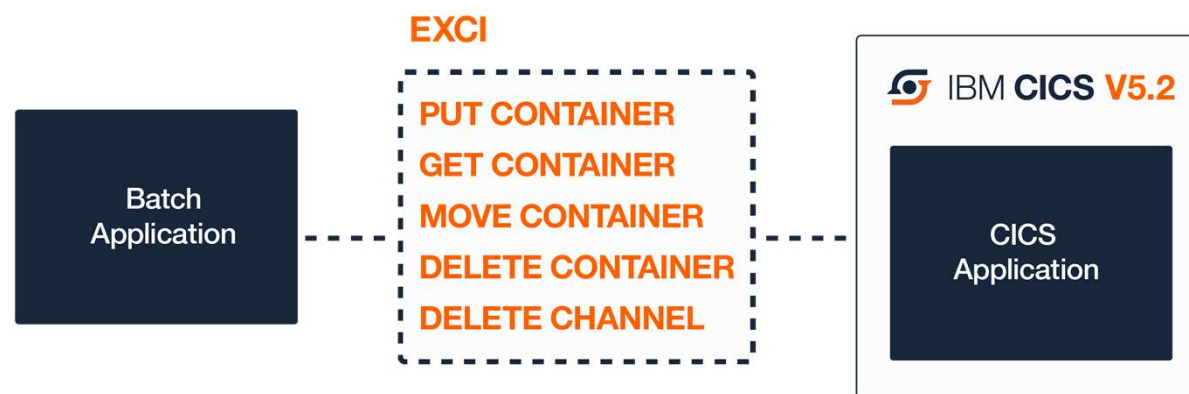 EXCI
Batch
Application
PUT CONTAINER
GET CONTAINER
MOVE CONTAINER
DELETE CONTAINER
DELETE CHANNEL
IBM CICS V5.2
CICS
Application